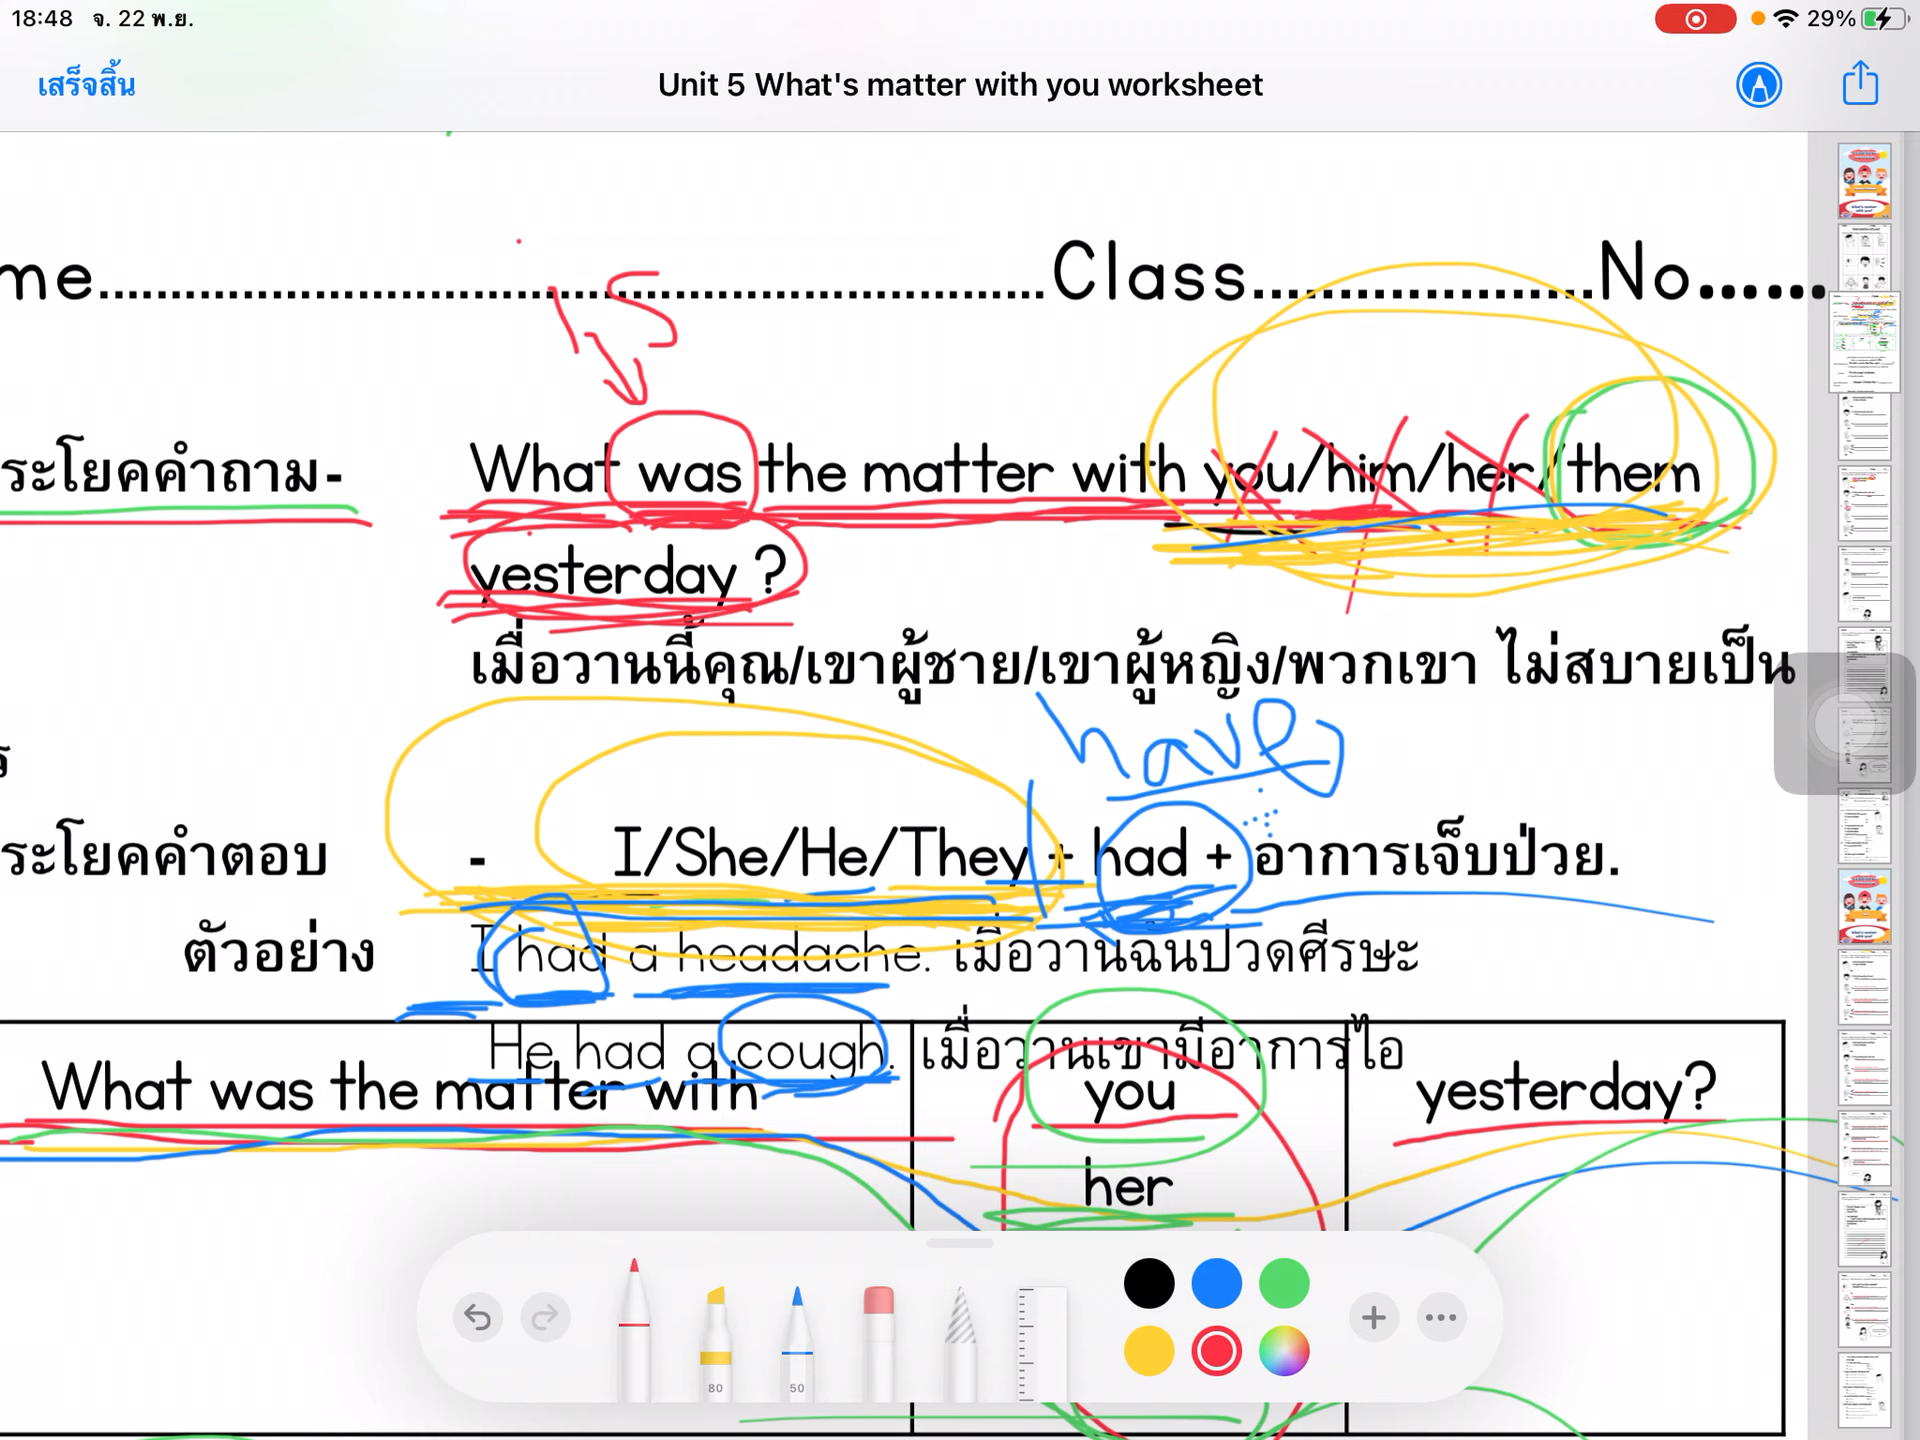 18:48 จ. 22 พ.ย.
29%
เสร็จสิ้น
Unit 5 What's matter with you worksheet
me..........Class..........No......
is
ระโยคคำถาม- What was the matter with you/him/her/them
yesterday ?
เมื่อวานนี้คุณ/เขาผู้ชาย/เขาผู้หญิง/พวกเขา ไม่สบายเป็น
have
ระโยคคำตอบ - I/She/He/They + had + อาการเจ็บป่วย.
ตัวอย่าง I had a headache. เมื่อวานฉันปวดศีรษะ
He had a cough. เมื่อวานเขามีอาการไอ
What was the matter with you yesterday?
her
80 50